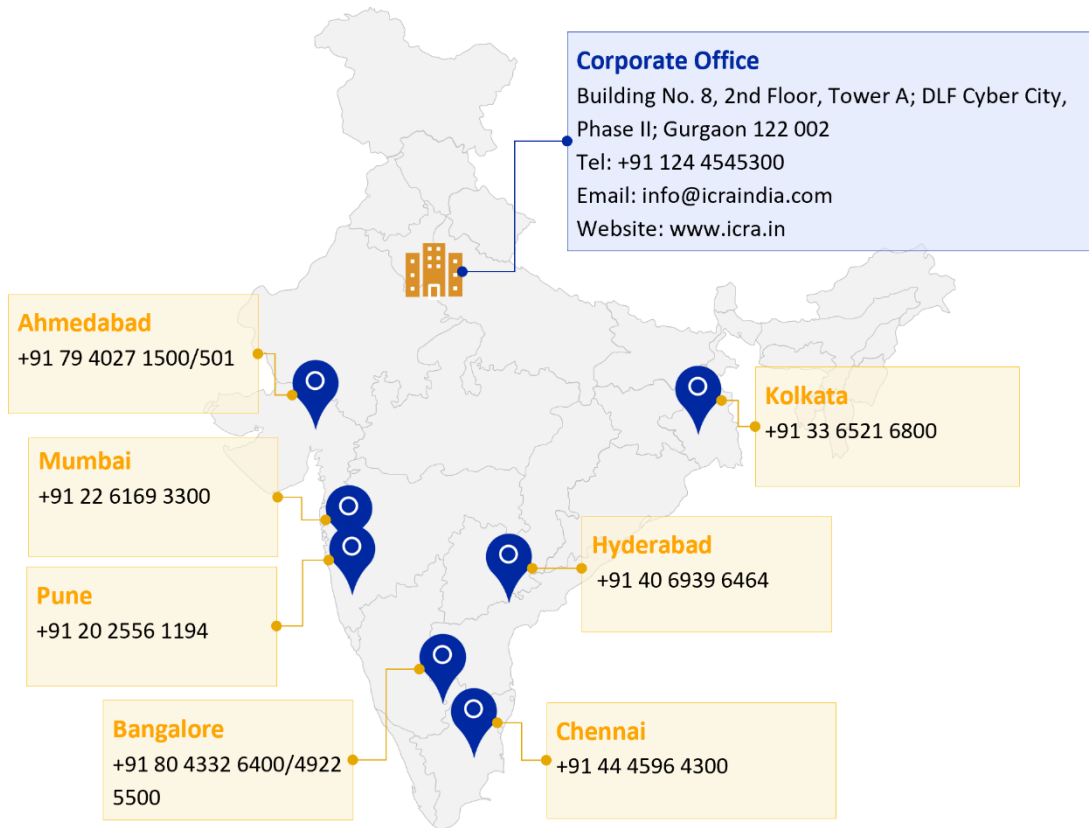 Corporate Office
Building No. 8, 2nd Floor, Tower A; DLF Cyber City,
Phase II; Gurgaon 122 002
Tel: +91 124 4545300
Email: info@icraindia.com
Website: www.icra.in
Ahmedabad
+91 79 4027 1500/501
Kolkata
+91 33 6521 6800
Mumbai
+91 22 6169 3300
Hyderabad
+91 40 6939 6464
Pune
+91 20 2556 1194
Bangalore
+91 80 4332 6400/4922
5500
Chennai
+91 44 4596 4300